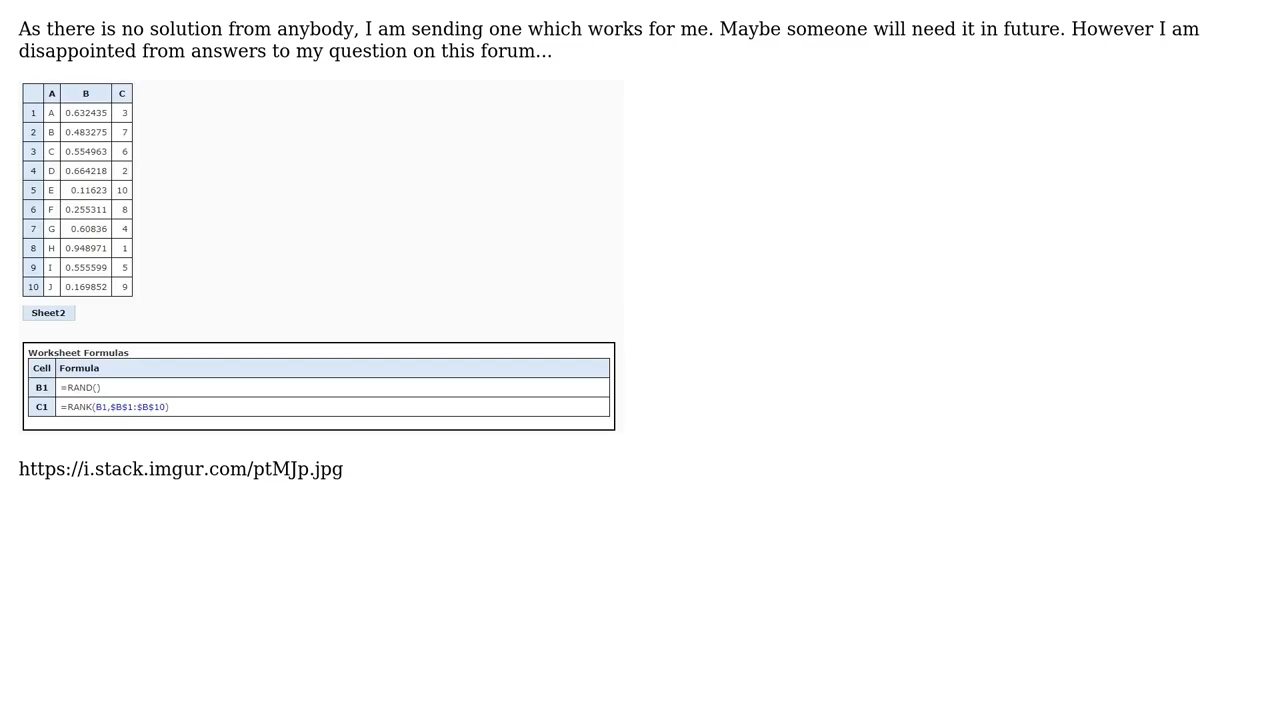 As there is no solution from anybody, I am sending one which works for me. Maybe someone will need it in future. However I am
disappointed from answers to my question on this forum...
A B C
1 A 0.632435 3
2 B 0.483275 7
3 C 0.554963 6
4 D 0.664218 2
5 E 0.11623 10
6 F 0.255311 8
7 G 0.60836 4
8 H 0.948971 1
9 I 0.555599 5
10 J 0.169852 9
Sheet2
Worksheet Formulas
Cell Formula
B1 =RAND()
C1 =RANK(B1,$B$1:$B$10)
https://i.stack.imgur.com/ptMJp.jpg